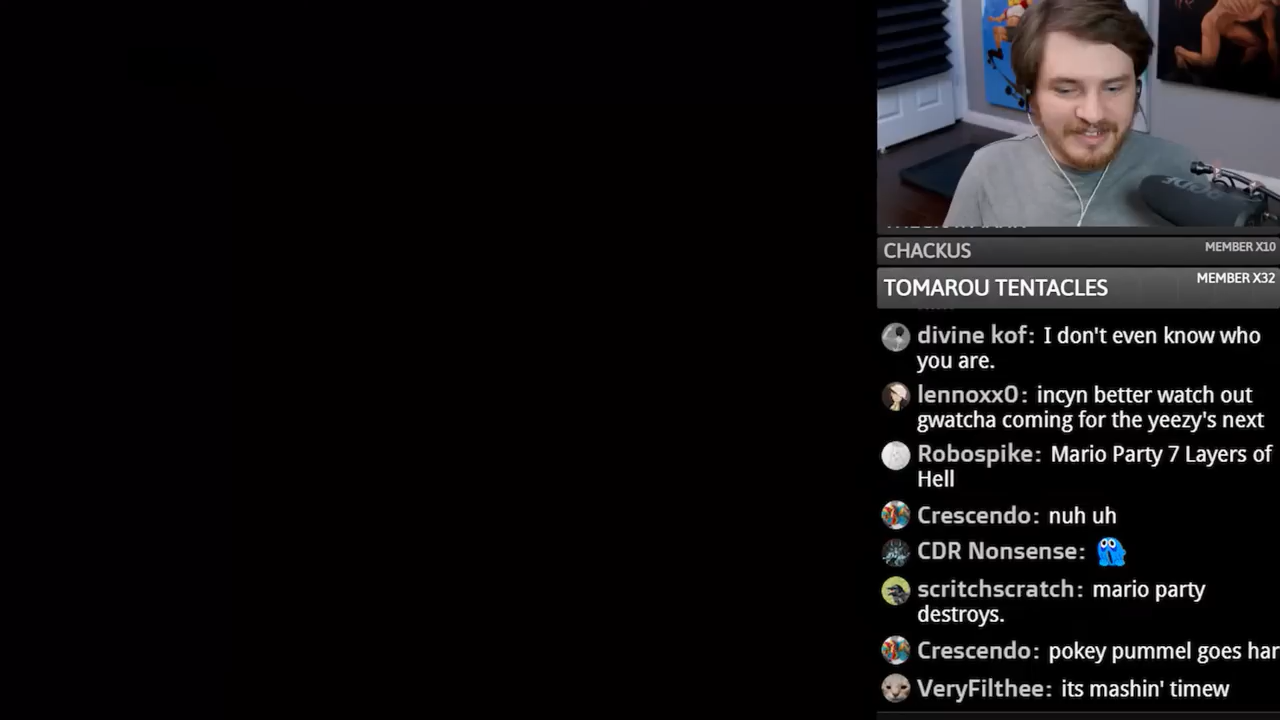 RODE
CHACKUS MEMBER X10
TOMAROU TENTACLES MEMBER X32
divine kof: I don't even know who
you are.
lennoxx0: incyn better watch out
gwatcha coming for the yeezy's next
Robospike: Mario Party 7 Layers of
Hell
Crescendo: nuh uh
CDR Nonsense:
scritchscratch: mario party
destroys.
Crescendo: pokey pummel goes har
VeryFilthee: its mashin' timew